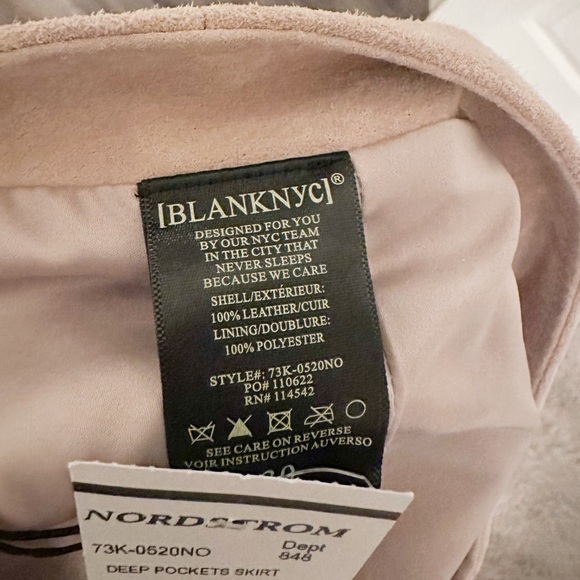 [BLANKNYC]®
DESIGNED FOR YOU
BY OUR NYC TEAM
IN THE CITY THAT
NEVER SLEEPS
BECAUSE WE CARE
SHELL/EXTÉRIEUR:
100% LEATHER/CUIR
LINING/DOUBLURE:
100% POLYESTER
STYLE#: 73K-0520NO
PO# 110622
RN# 114542
SEE CARE ON REVERSE
VOIR INSTRUCTION AUVERSO
NORDSTROM
73K-0520NO Dept
848
DEEP POCKETS SKIRT